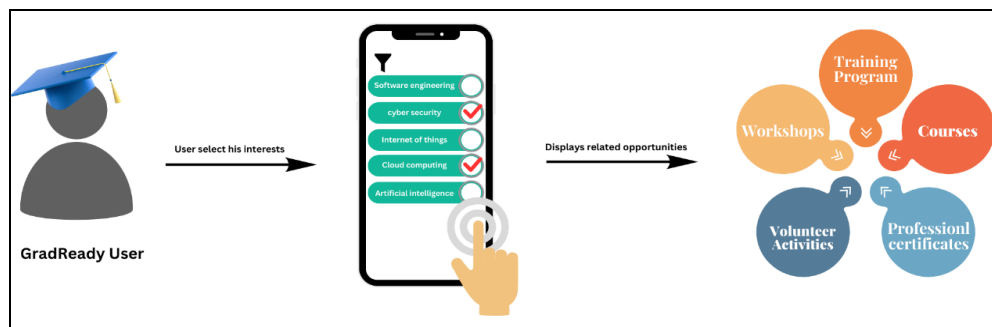 GradReady User
User select his interests
Software engineering
cyber security
Internet of things
Cloud computing
Artificial intelligence
Displays related opportunities
Training
Program
Workshops
Courses
Volunteer
Activities
Professionl
certificates